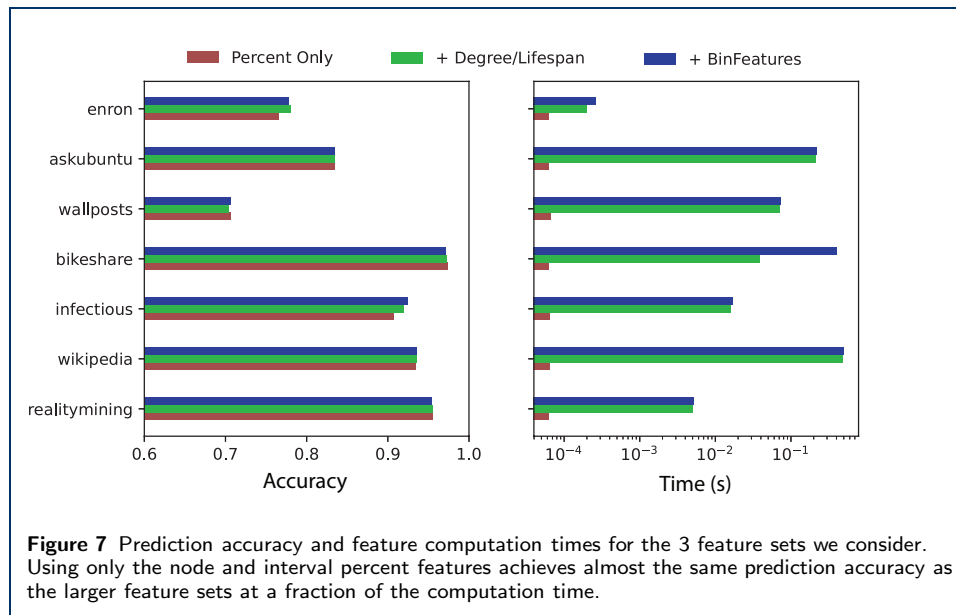 Percent Only + Degree/Lifespan + BinFeatures
enron
askubuntu
wallposts
bikeshare
infectious
wikipedia
realitymining
0.6 0.7 0.8 0.9 1.0
Accuracy
10⁻⁴ 10⁻³ 10⁻² 10⁻¹
Time (s)
Figure 7 Prediction accuracy and feature computation times for the 3 feature sets we consider.
Using only the node and interval percent features achieves almost the same prediction accuracy as
the larger feature sets at a fraction of the computation time.